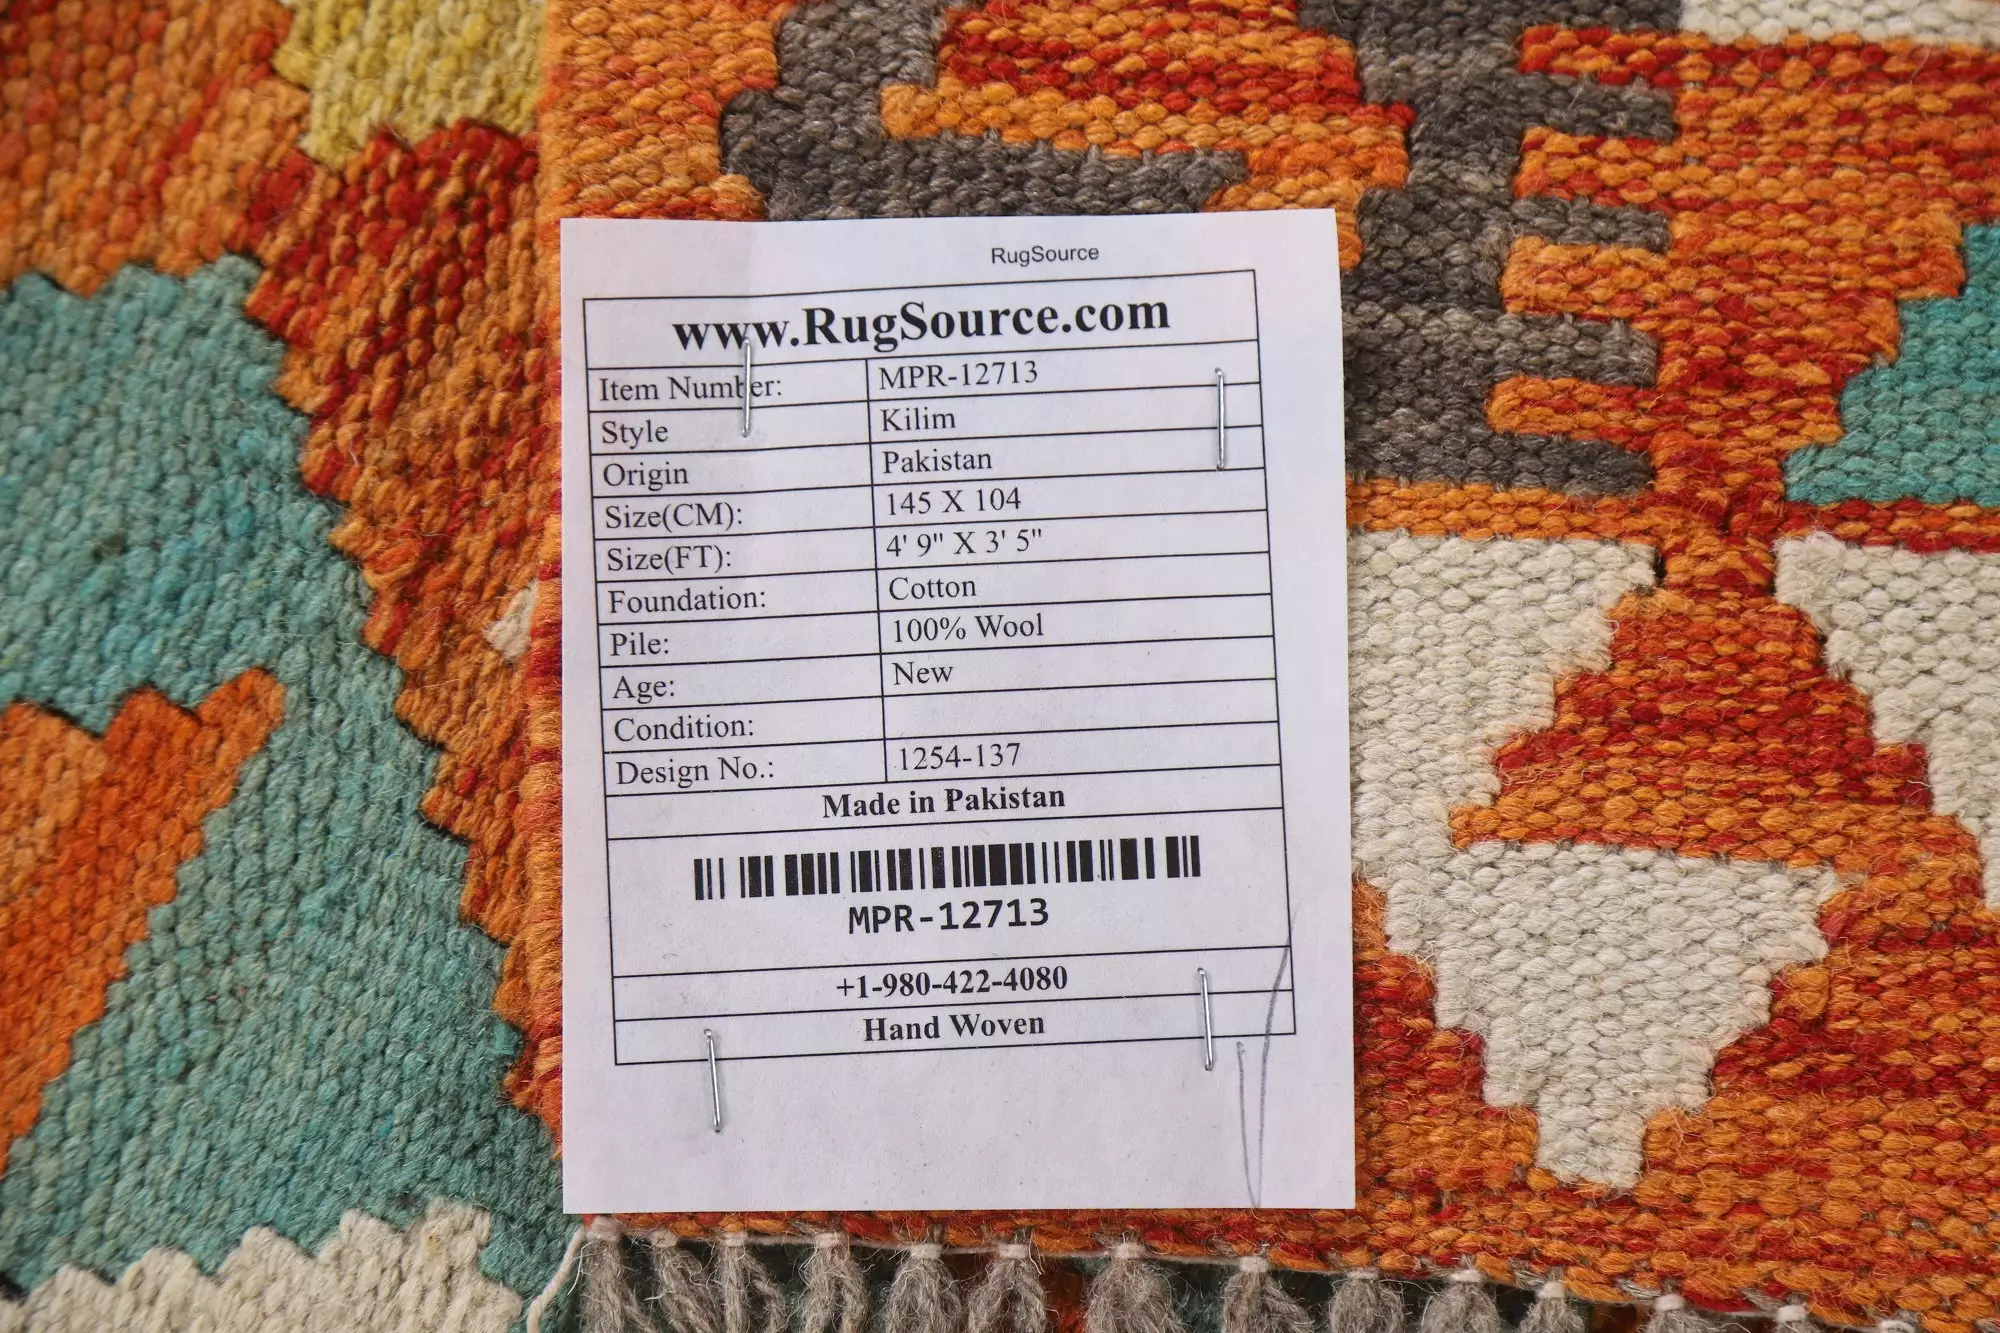 RugSource
www.RugSource.com
Item Number: MPR-12713
Style Kilim
Origin Pakistan
Size(CM): 145 X 104
Size(FT): 4' 9" X 3' 5"
Foundation: Cotton
Pile: 100% Wool
Age: New
Condition:
Design No.: 1254-137
Made in Pakistan
MPR-12713
+1-980-422-4080
Hand Woven